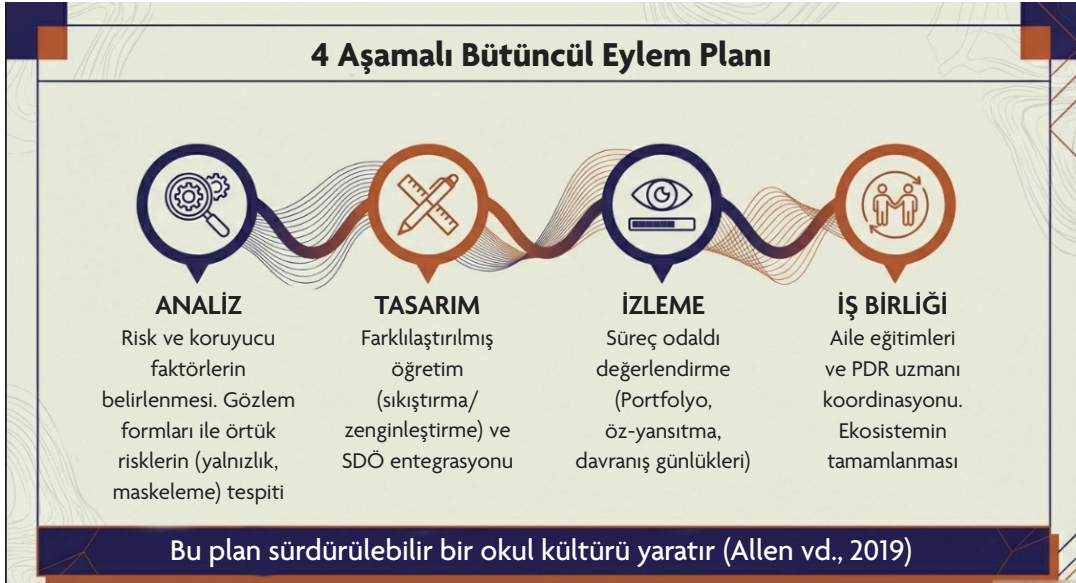 4 Aşamalı Bütüncül Eylem Planı
ANALİZ
Risk ve koruyucu
faktörlerin
belirlenmesi. Gözlem
formları ile örtük
risklerin (yalnızlık,
maskeleme) tespiti
TASARIM
Farklılaştırılmış
öğretim
(sıkıştırma/
zenginleştirme) ve
SDÖ entegrasyonu
İZLEME
Süreç odaldı
değerlendirme
(Portfolyo,
öz-yansıtma,
davranış günlükleri)
İŞ BİRLİĞİ
Aile eğitimleri
ve PDR uzmanı
koordinasyonu.
Ekosistemin
tamamlanması
Bu plan sürdürülebilir bir okul kültürü yaratır (Allen vd., 2019)